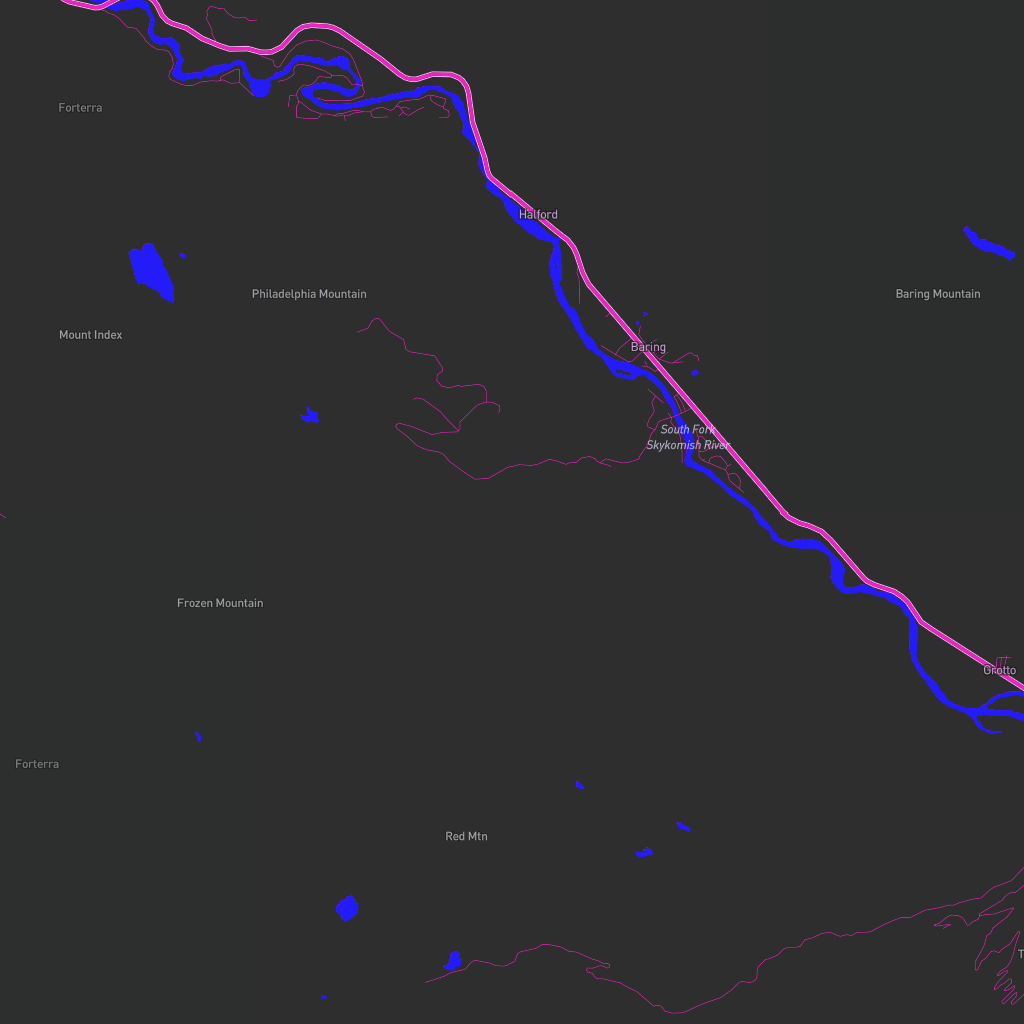 Forterra
Halford
Philadelphia Mountain
Baring Mountain
Mount Index
Baring
South Fork
Skykomish River
Frozen Mountain
Grotto
Forterra
Red Mtn
T